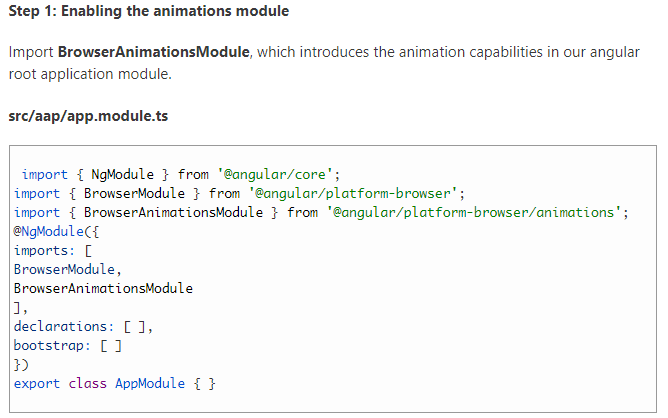 Step 1: Enabling the animations module
Import BrowserAnimationsModule, which introduces the animation capabilities in our angular
root application module.
src/aap/app.module.ts
import { NgModule } from '@angular/core';
import { BrowserModule } from '@angular/platform-browser';
import { BrowserAnimationsModule } from '@angular/platform-browser/animations';
@NgModule({
imports: [
BrowserModule,
BrowserAnimationsModule
],
declarations: [ ],
bootstrap: [ ]
})
export class AppModule { }